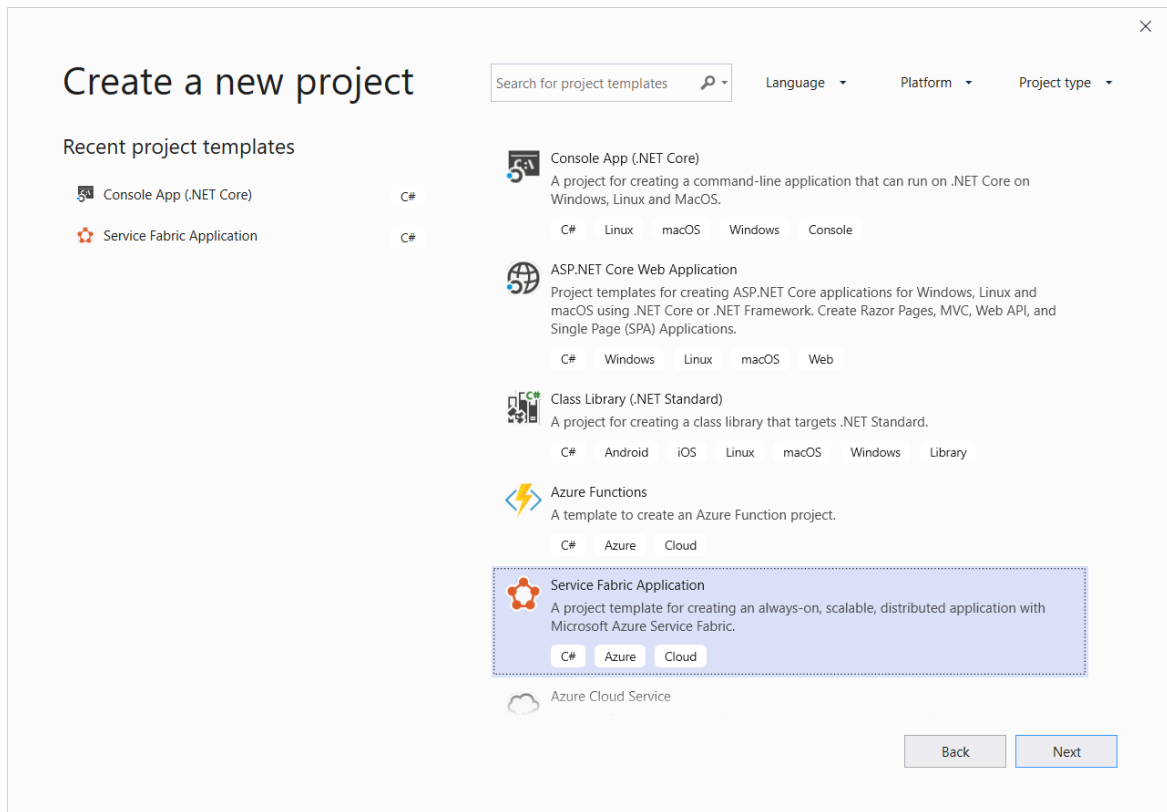 Create a new project
Search for project templates
Language
Platform
Project type
Recent project templates
Console App (.NET Core)
C#
Service Fabric Application
C#
Console App (.NET Core)
A project for creating a command-line application that can run on .NET Core on
Windows, Linux and MacOS.
C# Linux macOS Windows Console
ASP.NET Core Web Application
Project templates for creating ASP.NET Core applications for Windows, Linux and
macOS using .NET Core or .NET Framework. Create Razor Pages, MVC, Web API, and
Single Page (SPA) Applications.
C# Windows Linux macOS Web
C#
Class Library (.NET Standard)
A project for creating a class library that targets .NET Standard.
C# Android iOS Linux macOS Windows Library
Azure Functions
A template to create an Azure Function project.
C# Azure Cloud
Service Fabric Application
A project template for creating an always-on, scalable, distributed application with
Microsoft Azure Service Fabric.
C# Azure Cloud
Azure Cloud Service
Back
Next